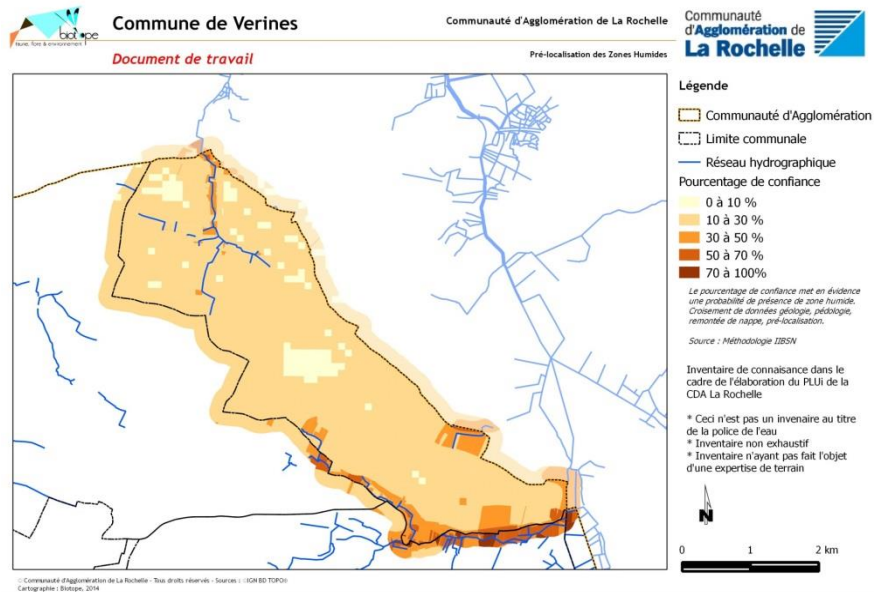 biotope
faune, flore & environnement
Commune de Verines
Communauté d'Agglomération de La Rochelle
Document de travail
Pré-localisation des Zones Humides
Communauté
d'Agglomération de
La Rochelle
Légende
Communauté d'Agglomération
Limite communale
Réseau hydrographique
Pourcentage de confiance
0 à 10 %
10 à 30 %
30 à 50 %
50 à 70 %
70 à 100%
Le pourcentage de confiance met en évidence
une probabilité de présence de zone humide.
Croisement de données géologie, pédologie,
remontée de nappe, pré-localisation.
Source : Méthodologie IIBSN
Inventaire de connaisance dans le
cadre de l'élaboration du PLUi de la
CDA La Rochelle
* Ceci n'est pas un invenaire au titre
de la police de l'eau
* Inventaire non exhaustif
* Inventaire n'ayant pas fait l'objet
d'une expertise de terrain
N
0 1 2 km
© Communauté d'Agglomération de La Rochelle - Tous droits réservés - Sources : ©IGN BD TOPO®
Cartographie : Biotope, 2014